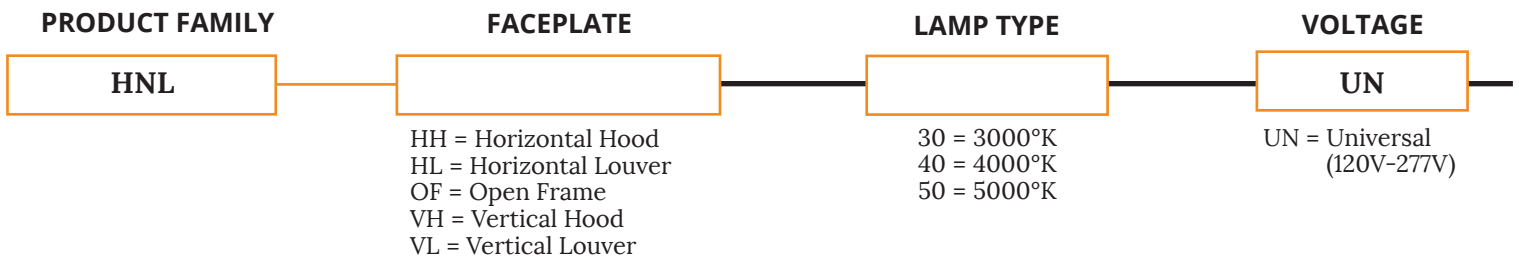 PRODUCT FAMILY
FACEPLATE
LAMP TYPE
VOLTAGE
HNL
UN
HH = Horizontal Hood
HL = Horizontal Louver
OF = Open Frame
VH = Vertical Hood
VL = Vertical Louver
30 = 3000°K
40 = 4000°K
50 = 5000°K
UN = Universal
(120V-277V)